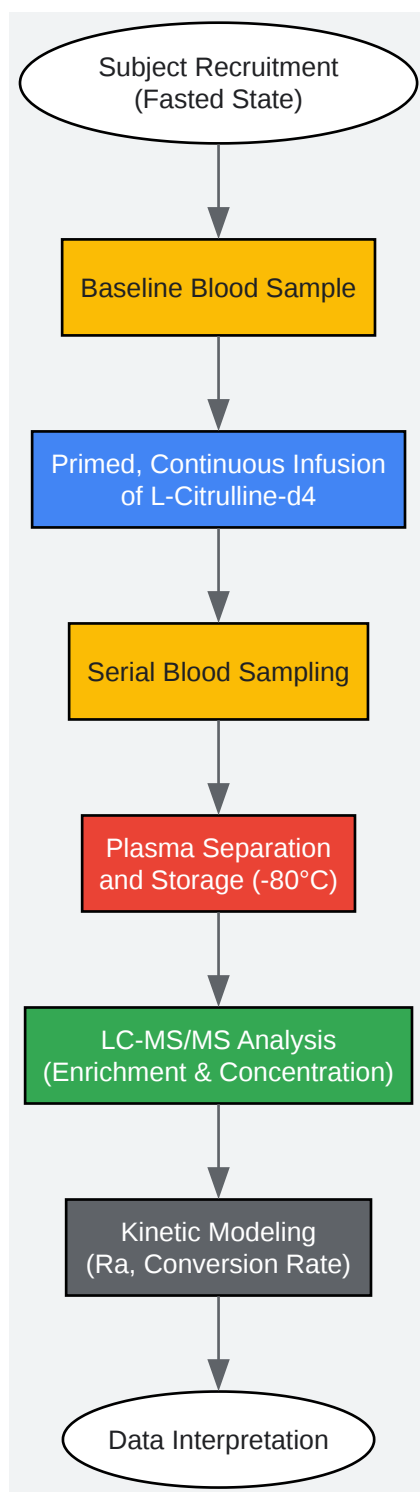 Subject Recruitment
(Fasted State)
Baseline Blood Sample
Primed, Continuous Infusion
of L-Citrulline-d4
Serial Blood Sampling
Plasma Separation
and Storage (-80°C)
LC-MS/MS Analysis
(Enrichment & Concentration)
Kinetic Modeling
(Ra, Conversion Rate)
Data Interpretation